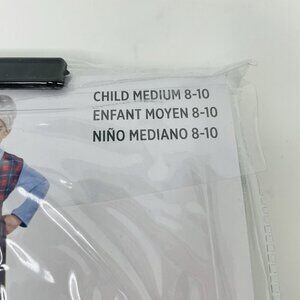 CHILD MEDIUM 8-10
ENFANT MOYEN 8-10
NIÑO MEDIANO 8-10